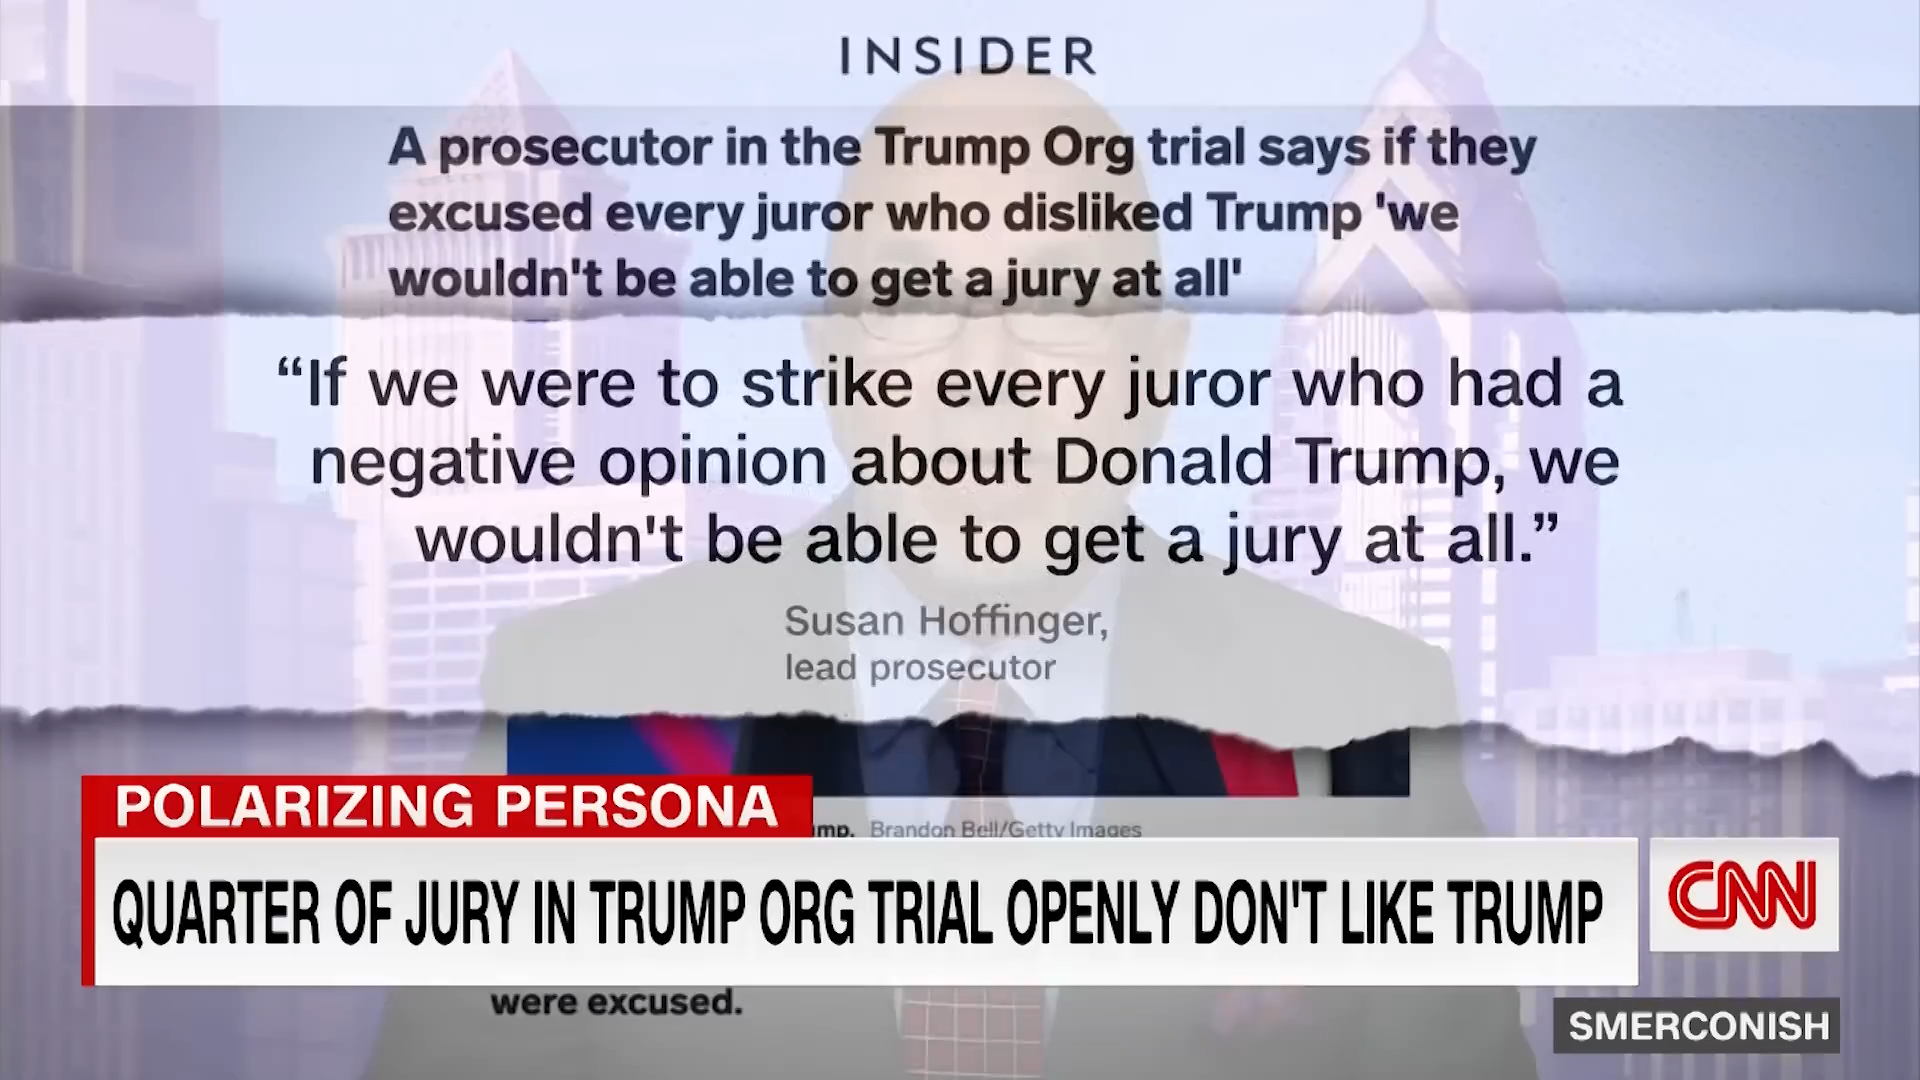 INSIDER
A prosecutor in the Trump Org trial says if they
excused every juror who disliked Trump 'we
wouldn't be able to get a jury at all'
“If we were to strike every juror who had a
negative opinion about Donald Trump, we
wouldn't be able to get a jury at all.”
Susan Hoffinger,
lead prosecutor
POLARIZING PERSONA
Brandon Bell/Getty Images
QUARTER OF JURY IN TRUMP ORG TRIAL OPENLY DON'T LIKE TRUMP
CNN
were excused.
SMERCONISH